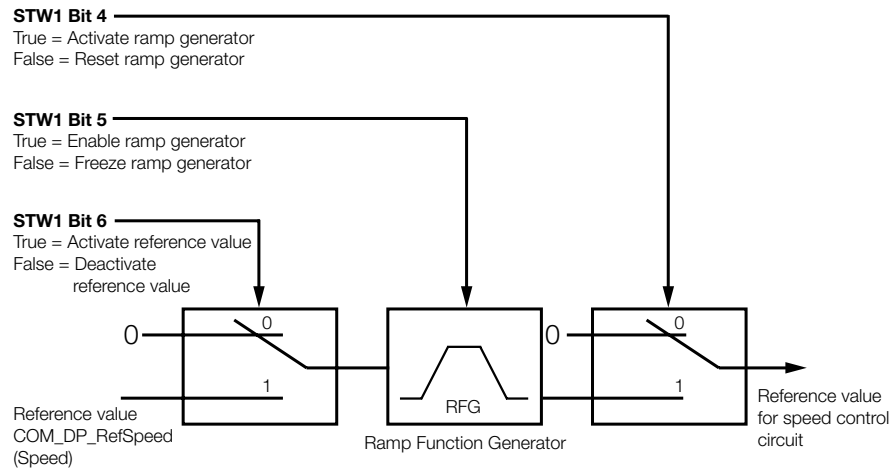 STW1 Bit 4
True = Activate ramp generator
False = Reset ramp generator
STW1 Bit 5
True = Enable ramp generator
False = Freeze ramp generator
STW1 Bit 6
True = Activate reference value
False = Deactivate
reference value
0
0
1
Reference value
COM_DP_RefSpeed
(Speed)
RFG
Ramp Function Generator
0
0
1
Reference value
for speed control
circuit